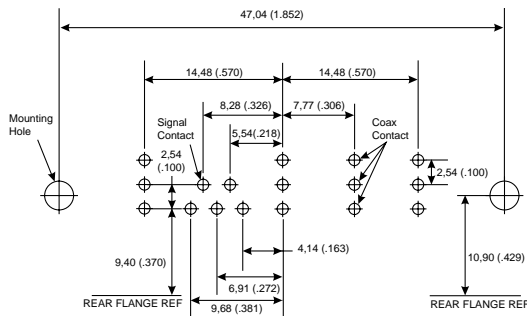 47,04 (1.852)
14,48 (.570)
14,48 (.570)
8,28 (.326)
7,77 (.306)
Mounting
Hole
Signal
Contact
Coax
Contact
5,54(.218)
2,54
(.100)
2,54 (.100)
4,14 (.163)
9,40 (.370)
10,90 (.429)
6,91 (.272)
REAR FLANGE REF
REAR FLANGE REF
9,68 (.381)